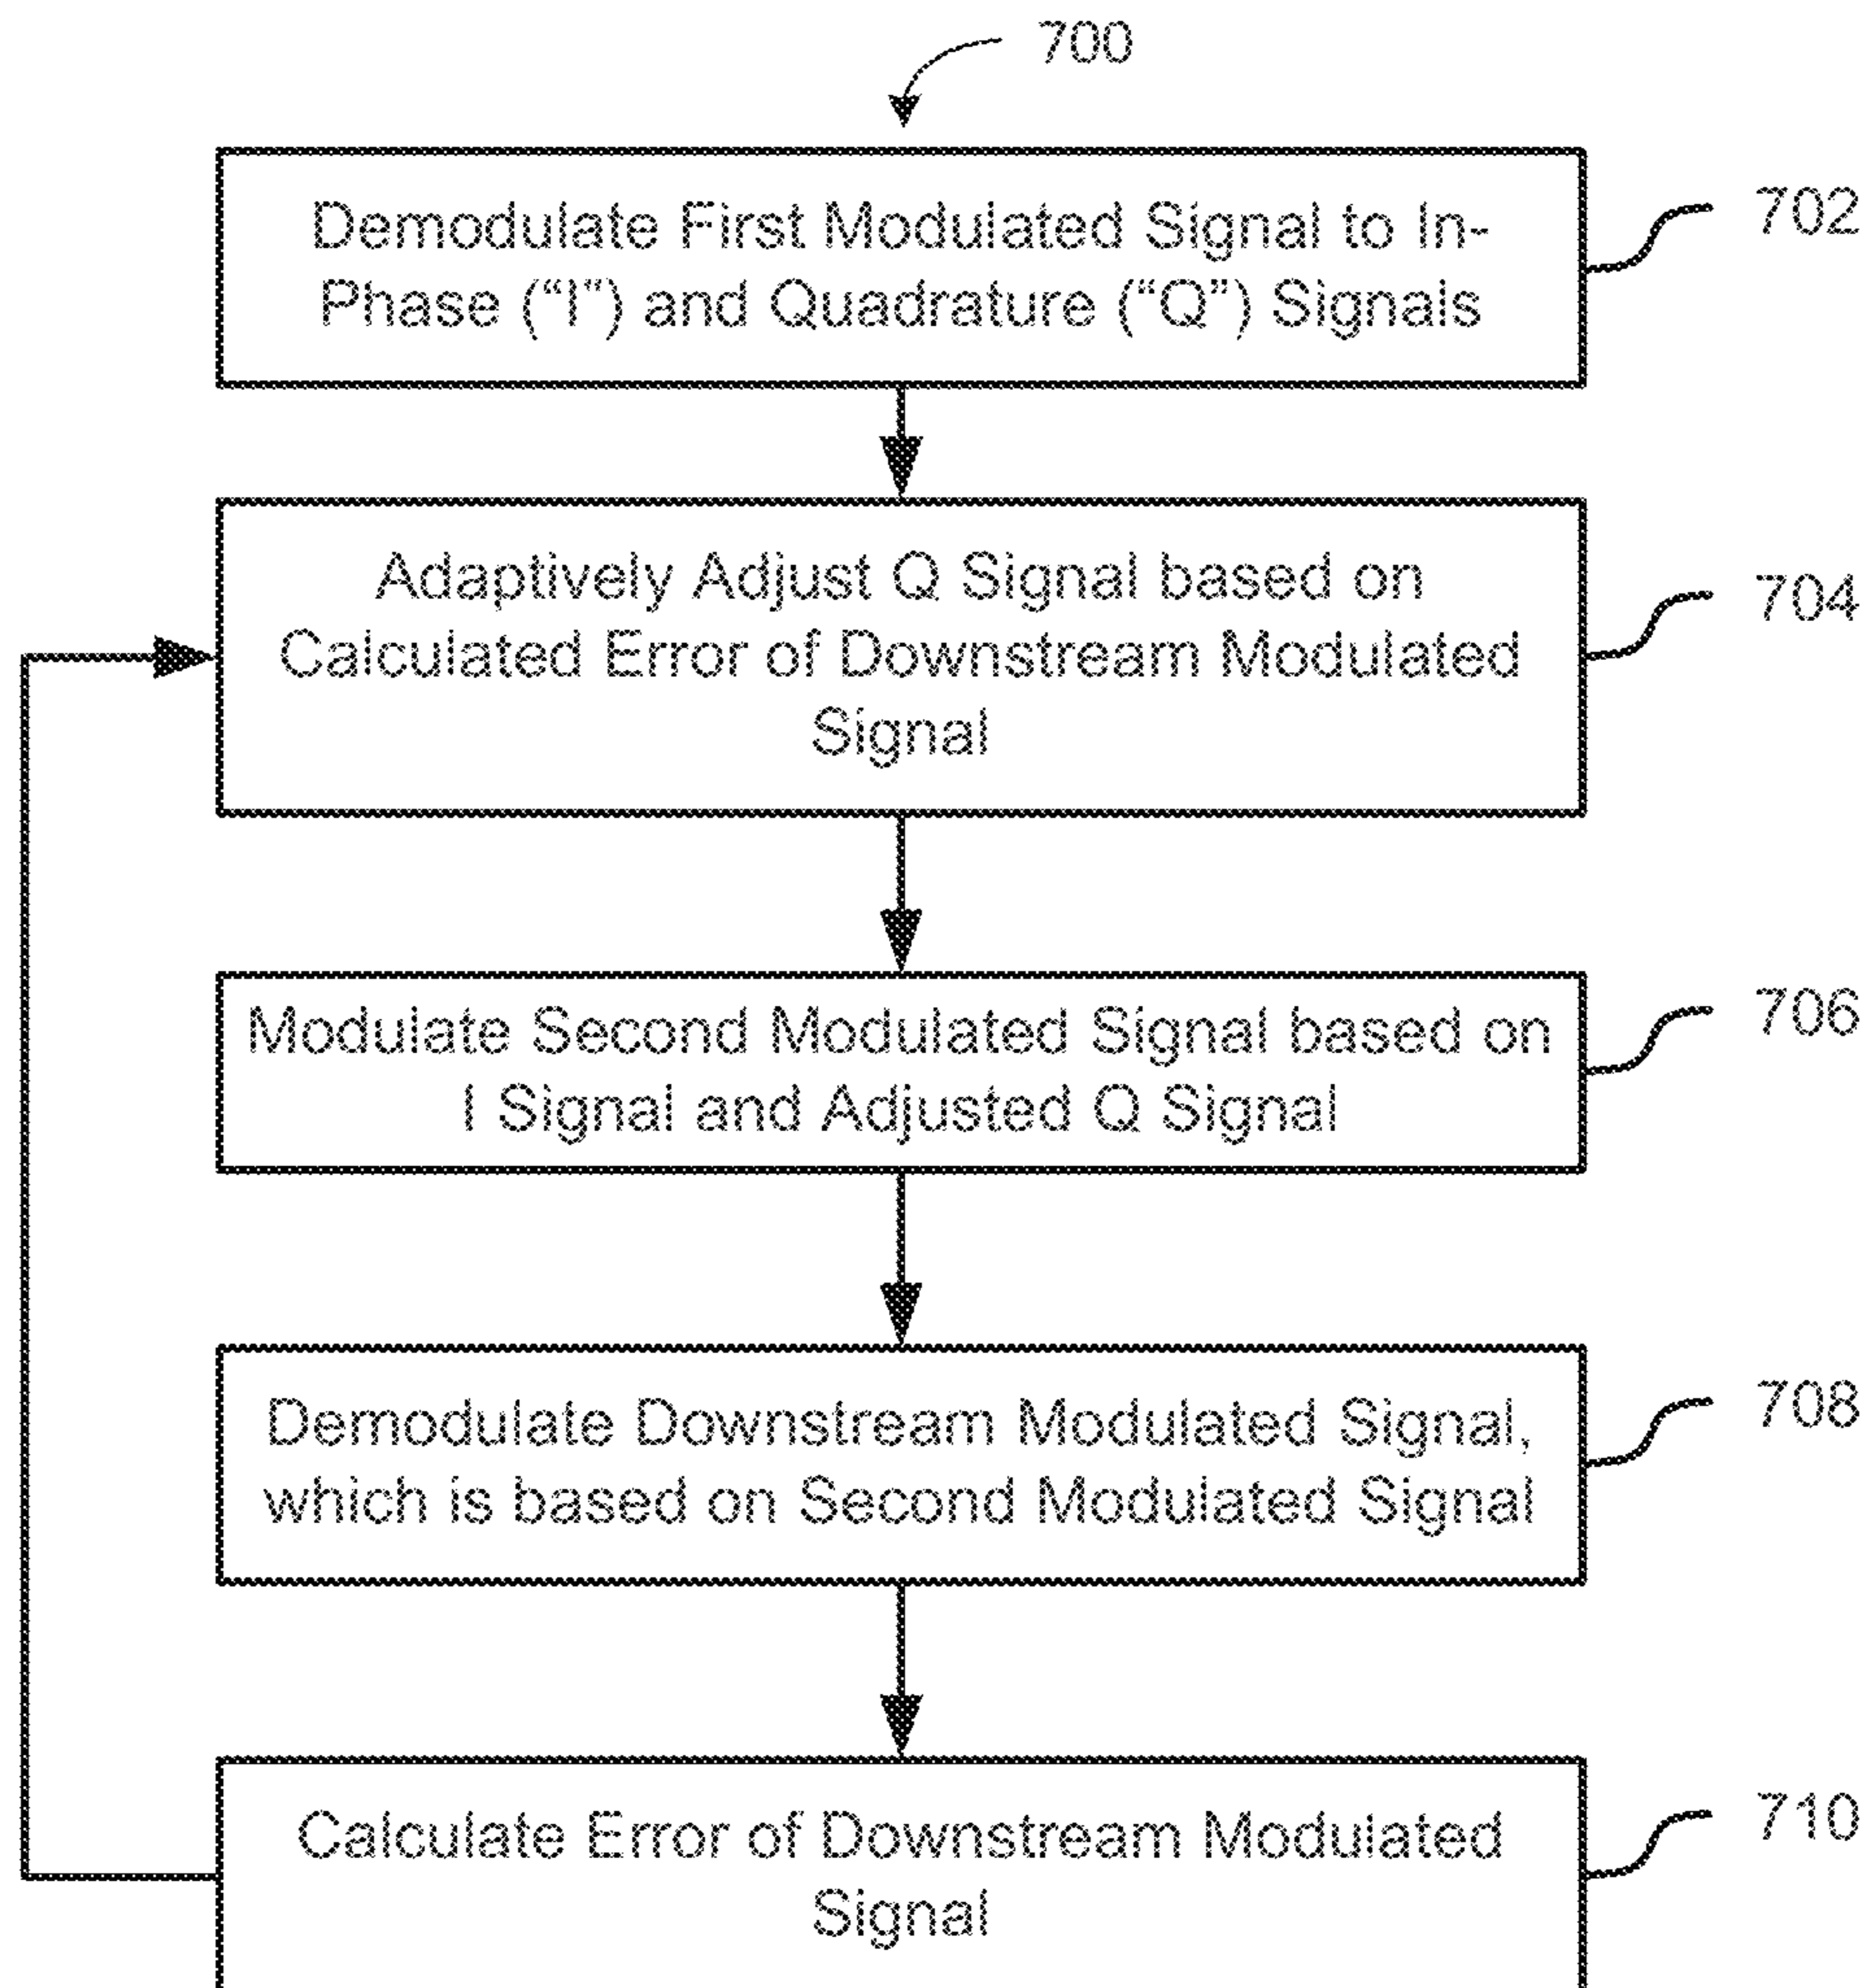 700
Demodulate First Modulated Signal to In-
Phase (“I”) and Quadrature (“Q”) Signals
702
Adaptively Adjust Q Signal based on
Calculated Error of Downstream Modulated
Signal
704
Modulate Second Modulated Signal based on
I Signal and Adjusted Q Signal
706
Demodulate Downstream Modulated Signal,
which is based on Second Modulated Signal
708
Calculate Error of Downstream Modulated
Signal
710